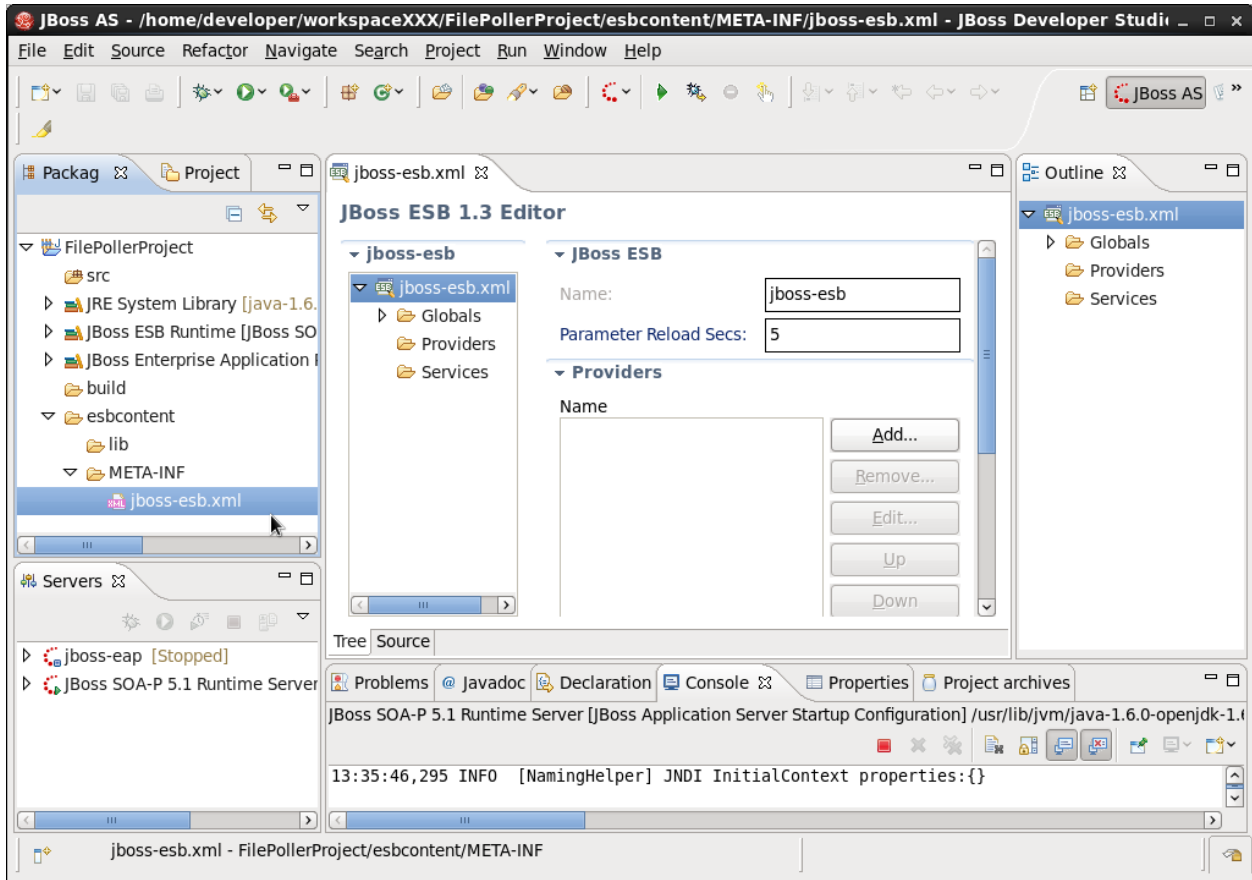 JBoss AS - /home/developer/workspaceXXX/FilePollerProject/esbcontent/META-INF/jboss-esb.xml - JBoss Developer Studi
File Edit Source Refactor Navigate Search Project Run Window Help
JBoss AS
Packag
Project
FilePollerProject
src
JRE System Library [java-1.6.
JBoss ESB Runtime [JBoss SO
JBoss Enterprise Application
build
esbcontent
lib
META-INF
jboss-esb.xml
Servers
jboss-eap [Stopped]
JBoss SOA-P 5.1 Runtime Server
jboss-esb.xml
JBoss ESB 1.3 Editor
jboss-esb
jboss-esb.xml
Globals
Providers
Services
JBoss ESB
Name: jboss-esb
Parameter Reload Secs: 5
Providers
Name
Add...
Remove...
Edit...
Up
Down
Tree Source
Outline
jboss-esb.xml
Globals
Providers
Services
Problems @ Javadoc Declaration Console Properties Project archives
JBoss SOA-P 5.1 Runtime Server [JBoss Application Server Startup Configuration] /usr/lib/jvm/java-1.6.0-openjdk-1.
13:35:46,295 INFO [NamingHelper] JNDI InitialContext properties:{}
jboss-esb.xml - FilePollerProject/esbcontent/META-INF